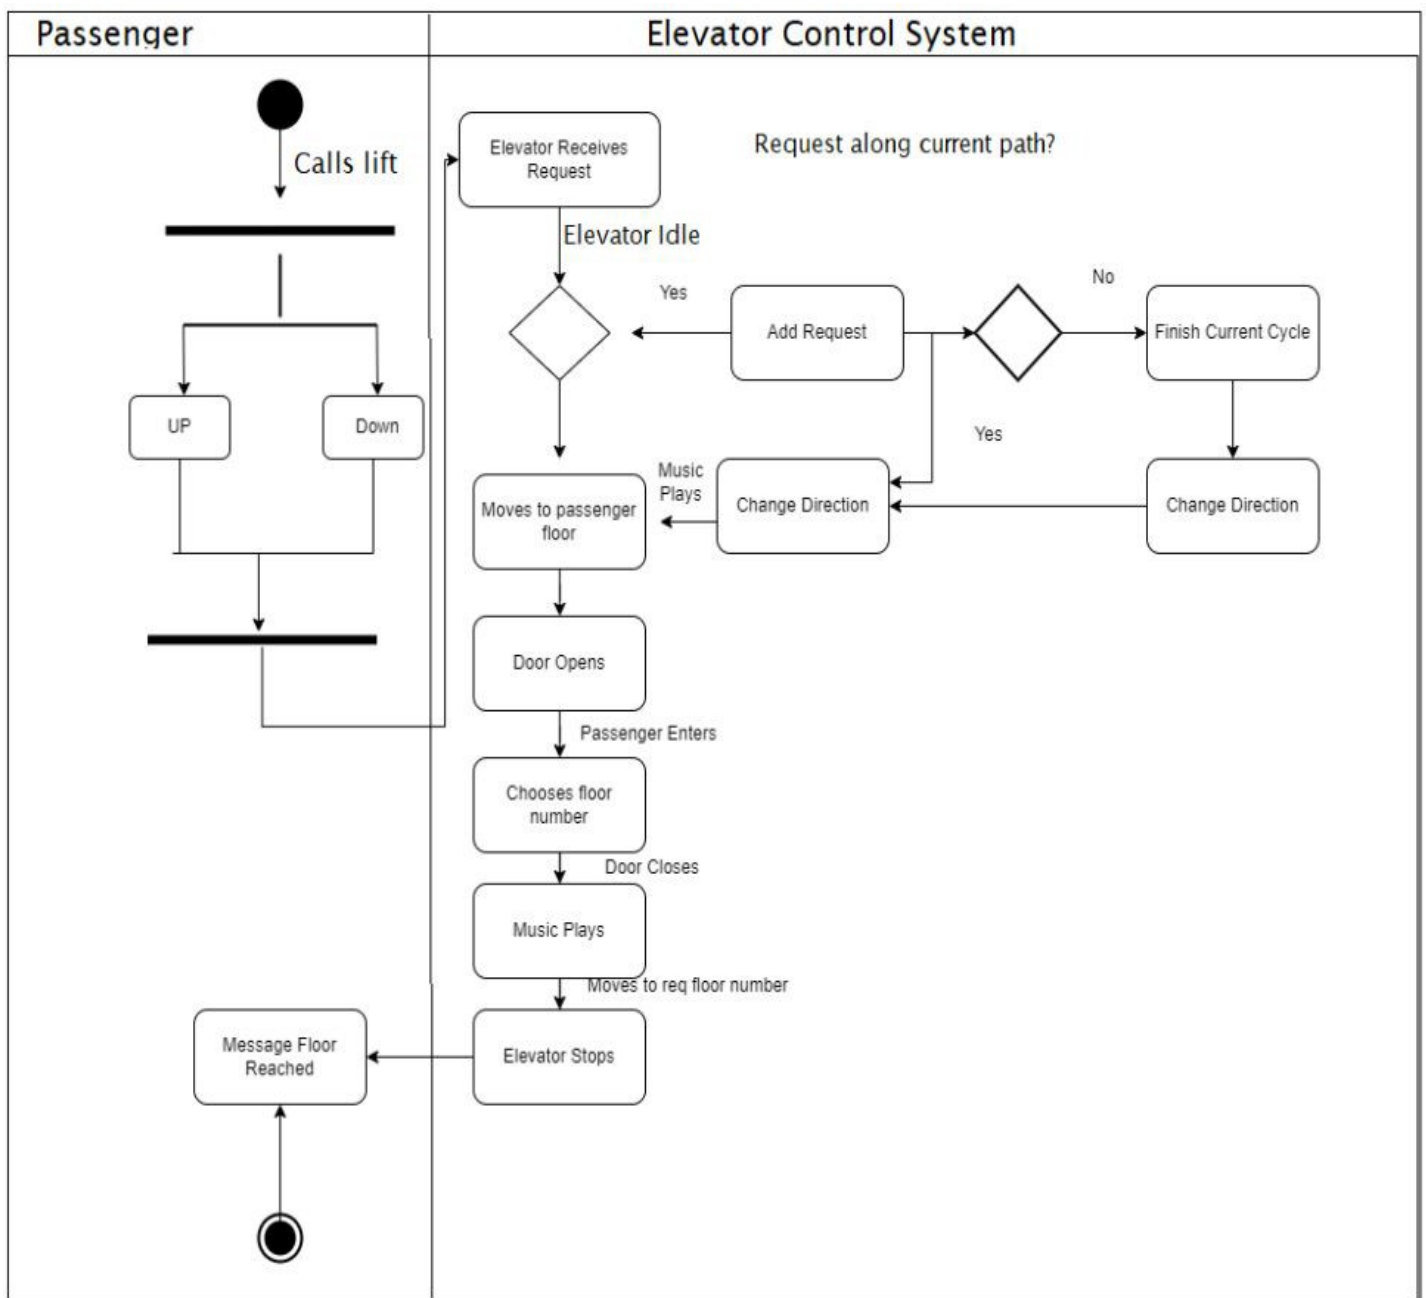 Passenger
Elevator Control System
Calls lift
UP
Down
Elevator Receives
Request
Request along current path?
Elevator Idle
Yes
Add Request
No
Finish Current Cycle
Yes
Music
Plays
Change Direction
Change Direction
Moves to passenger
floor
Door Opens
Passenger Enters
Chooses floor
number
Door Closes
Music Plays
Moves to req floor number
Elevator Stops
Message Floor
Reached